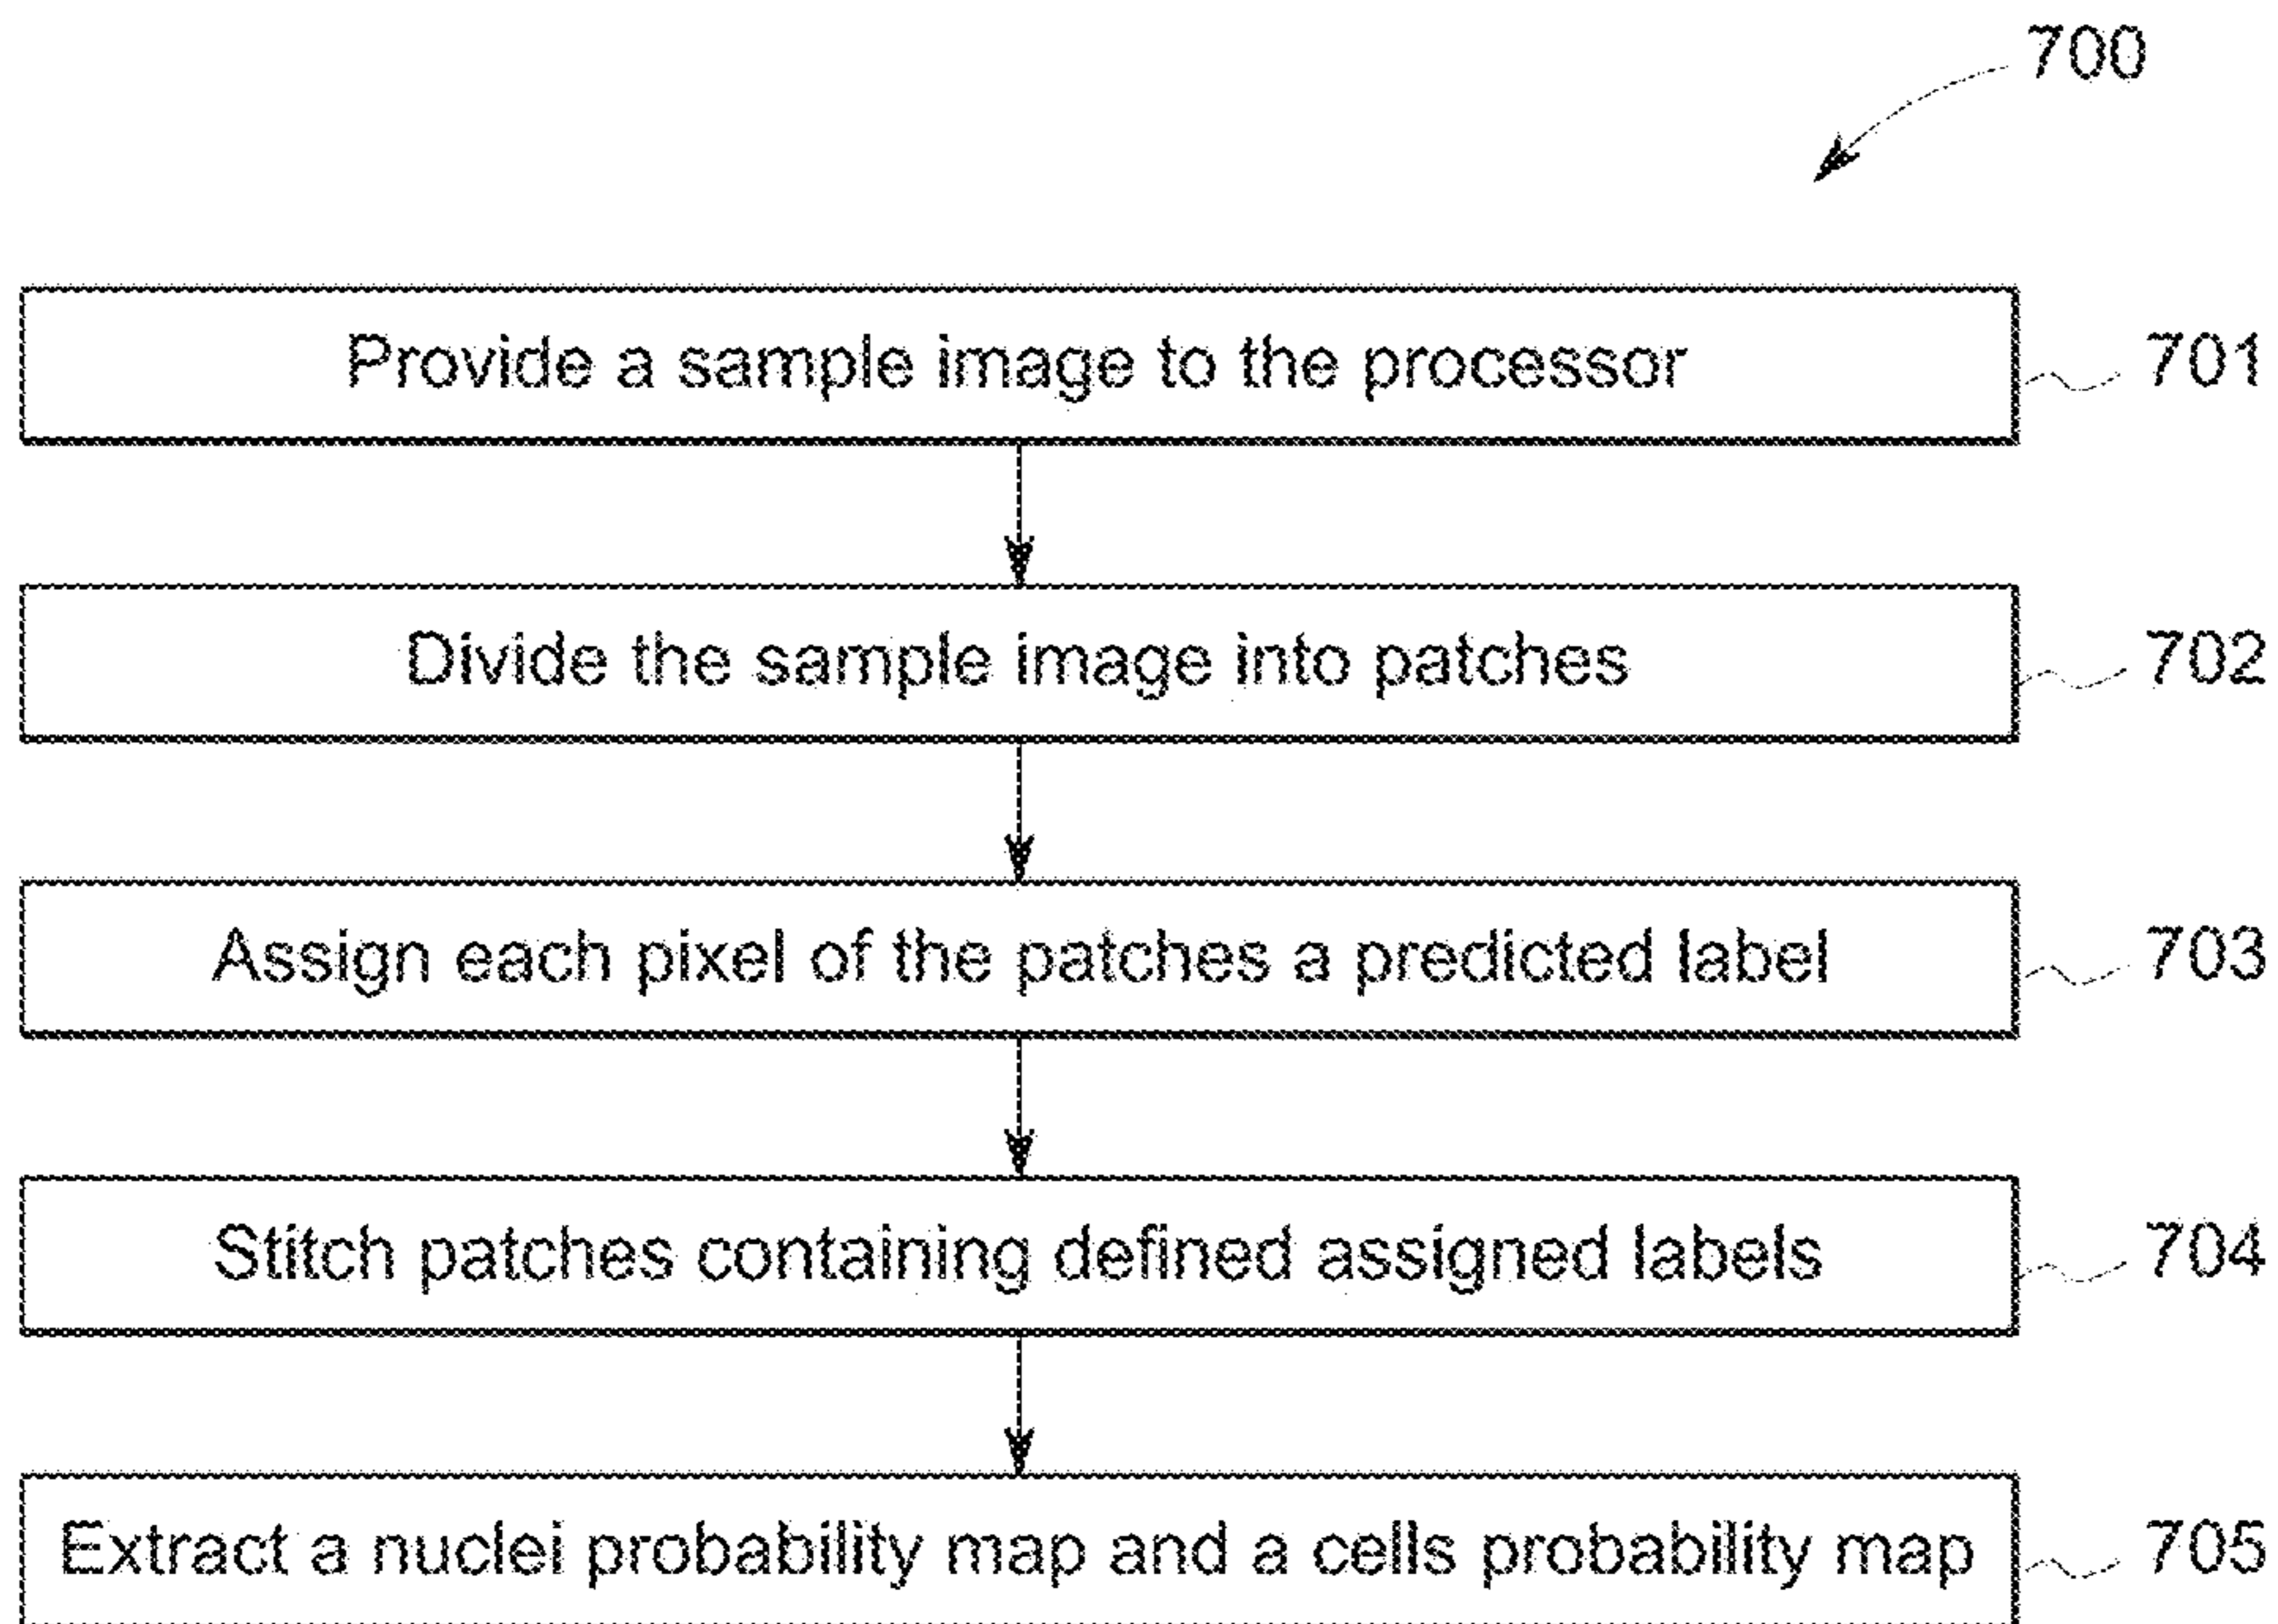 700
Provide a sample image to the processor
701
Divide the sample image into patches
702
Assign each pixel of the patches a predicted label
703
Stitch patches containing defined assigned labels
704
Extract a nuclei probability map and a cells probability map
705